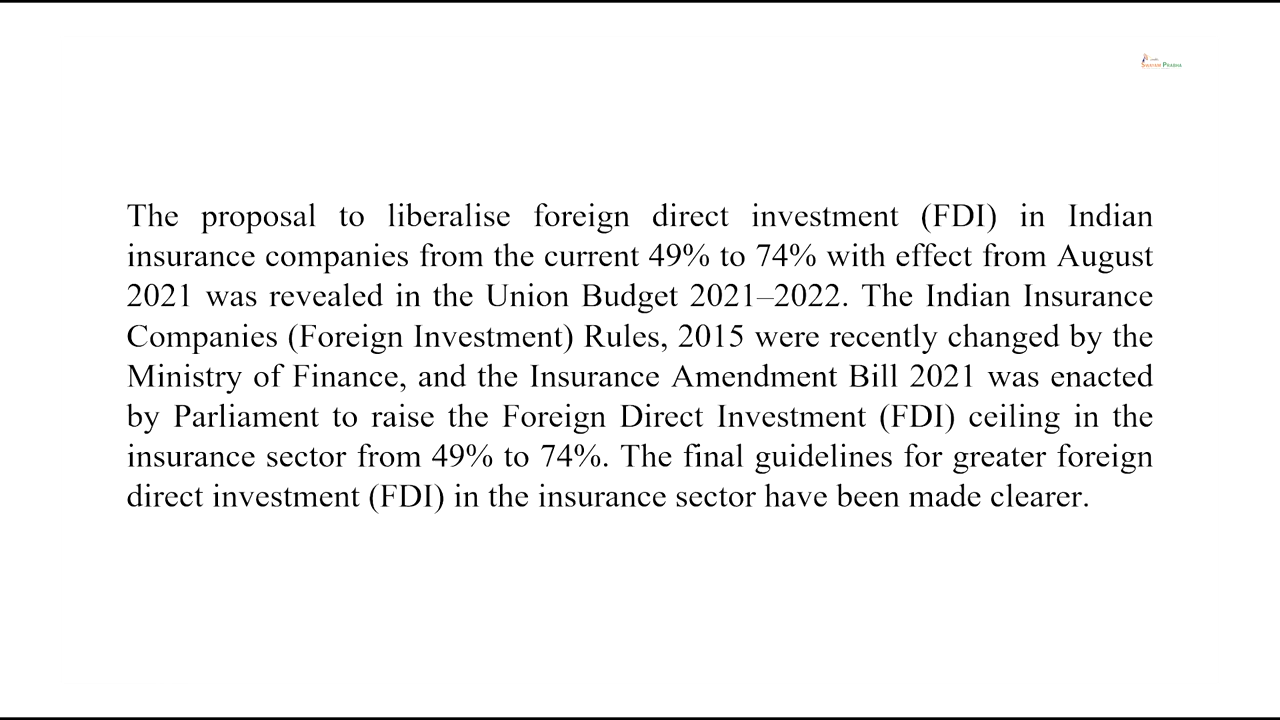 SWAYAM PRABHA
The proposal to liberalise foreign direct investment (FDI) in Indian
insurance companies from the current 49% to 74% with effect from August
2021 was revealed in the Union Budget 2021–2022. The Indian Insurance
Companies (Foreign Investment) Rules, 2015 were recently changed by the
Ministry of Finance, and the Insurance Amendment Bill 2021 was enacted
by Parliament to raise the Foreign Direct Investment (FDI) ceiling in the
insurance sector from 49% to 74%. The final guidelines for greater foreign
direct investment (FDI) in the insurance sector have been made clearer.